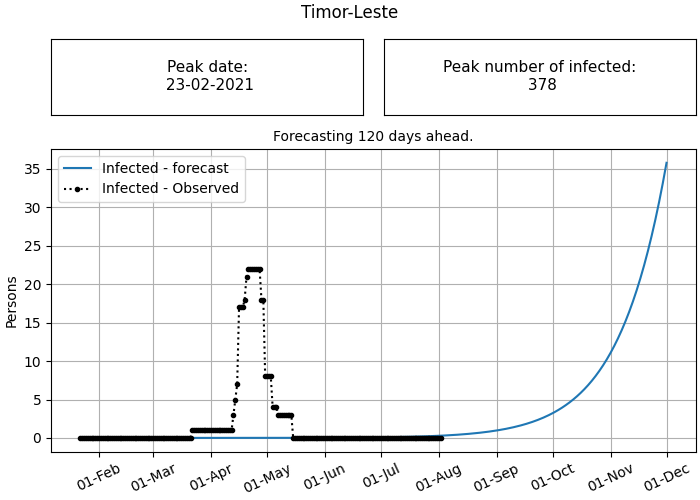 Timor-Leste
Peak date:
23-02-2021
Peak number of infected:
378
Forecasting 120 days ahead.
Infected - forecast
Infected - Observed
Persons
35
30
25
20
15
10
5
0
01-Feb
01-Mar
01-Apr
01-May
01-Jun
01-Jul
01-Aug
01-Sep
01-Oct
01-Nov
01-Dec